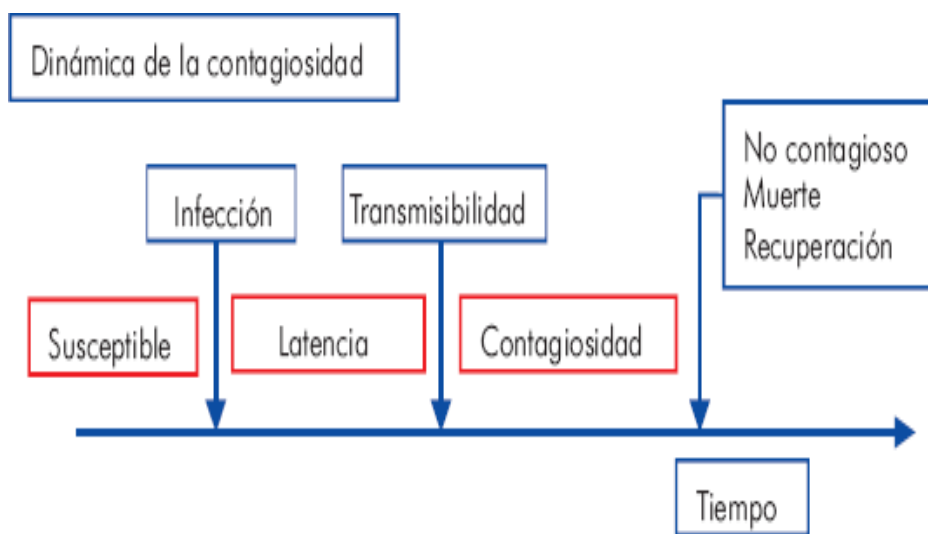 Dinámica de la contagiosidad
Infección
Transmisibilidad
No contagioso
Muerte
Recuperación
Susceptible
Latencia
Contagiosidad
Tiempo